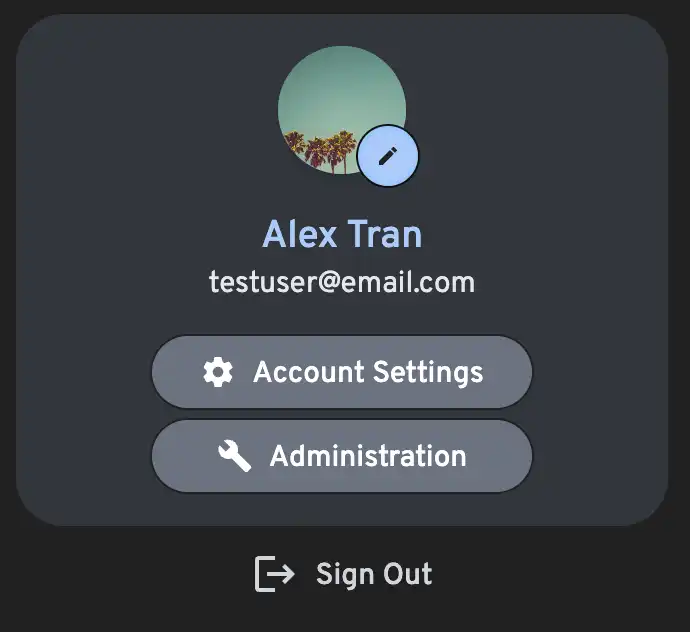 Alex Tran
testuser@email.com
Account Settings
Administration
Sign Out